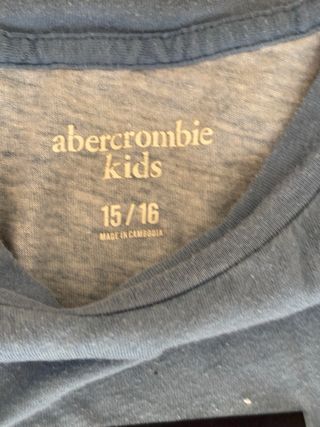 abercrombie
kids
15/16
MADE IN CAMBODIA